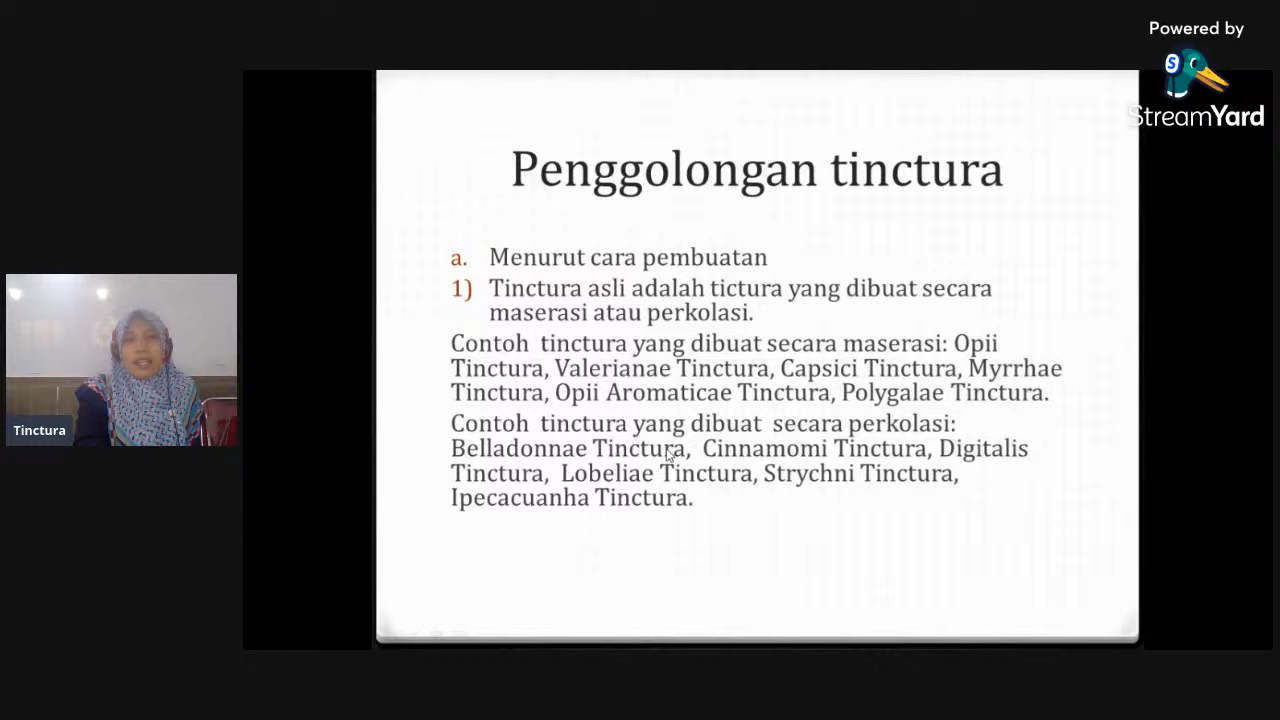 Powered by
StreamYard
Penggolongan tinctura
a. Menurut cara pembuatan
1) Tinctura asli adalah tictura yang dibuat secara
maserasi atau perkolasi.
Contoh tinctura yang dibuat secara maserasi: Opii
Tinctura, Valerianae Tinctura, Capsici Tinctura, Myrrhae
Tinctura, Opii Aromaticae Tinctura, Polygalae Tinctura.
Contoh tinctura yang dibuat secara perkolasi:
Belladonnae Tinctura, Cinnamomi Tinctura, Digitalis
Tinctura, Lobeliae Tinctura, Strychni Tinctura,
Ipecacuanha Tinctura.
Tinctura